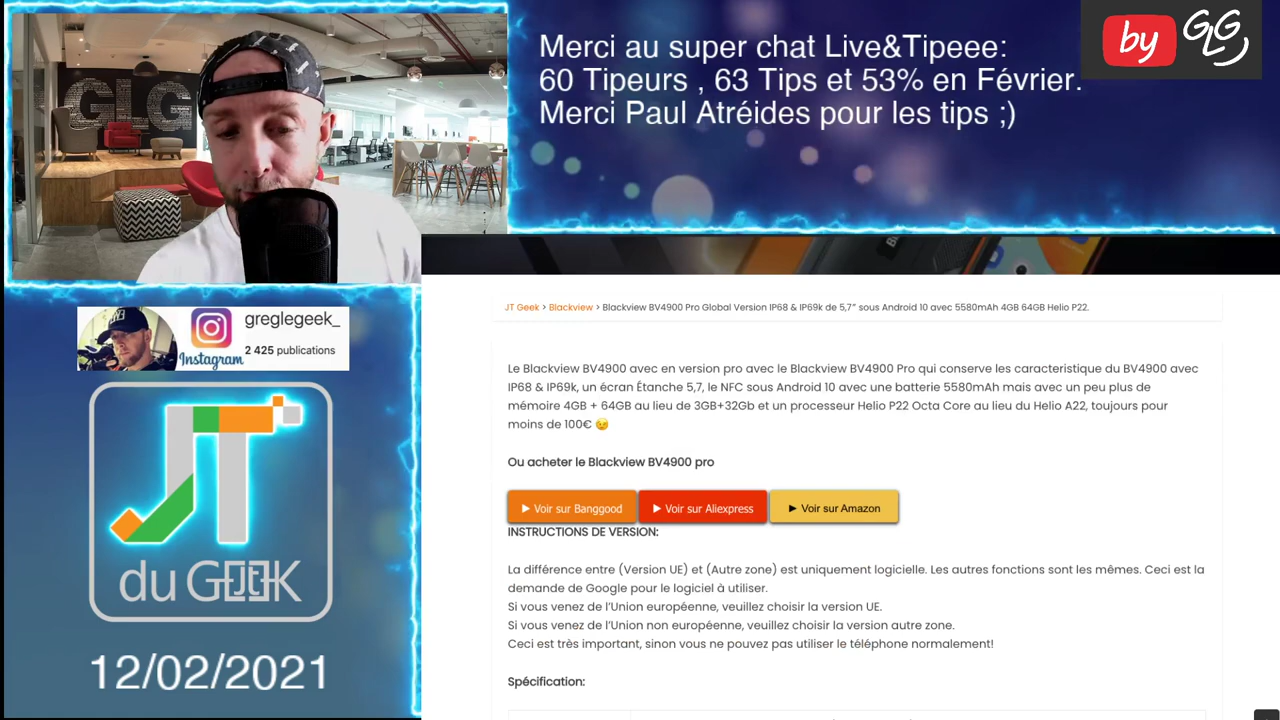 GLG
Merci au super chat Live&Tipeee:
60 Tipeurs , 63 Tips et 53% en Février.
Merci Paul Atréides pour les tips ;)
by GLG
greglegeek_
Instagram
2 425 publications
JT
du GEEK
12/02/2021
JT Geek > Blackview > Blackview BV4900 Pro Global Version IP68 & IP69k de 5,7″ sous Android 10 avec 5580mAh 4GB 64GB Helio P22.
Le Blackview BV4900 avec en version pro avec le Blackview BV4900 Pro qui conserve les caracteristique du BV4900 avec
IP68 & IP69k, un écran Étanche 5,7, le NFC sous Android 10 avec une batterie 5580mAh mais avec un peu plus de
mémoire 4GB + 64GB au lieu de 3GB+32Gb et un processeur Helio P22 Octa Core au lieu du Helio A22, toujours pour
moins de 100€ 😉
Ou acheter le Blackview BV4900 pro
▶ Voir sur Banggood ▶ Voir sur Aliexpress ▶ Voir sur Amazon
INSTRUCTIONS DE VERSION:
La différence entre (Version UE) et (Autre zone) est uniquement logicielle. Les autres fonctions sont les mêmes. Ceci est la
demande de Google pour le logiciel à utiliser.
Si vous venez de l’Union européenne, veuillez choisir la version UE.
Si vous venez de l’Union non européenne, veuillez choisir la version autre zone.
Ceci est très important, sinon vous ne pouvez pas utiliser le téléphone normalement!
Spécification: